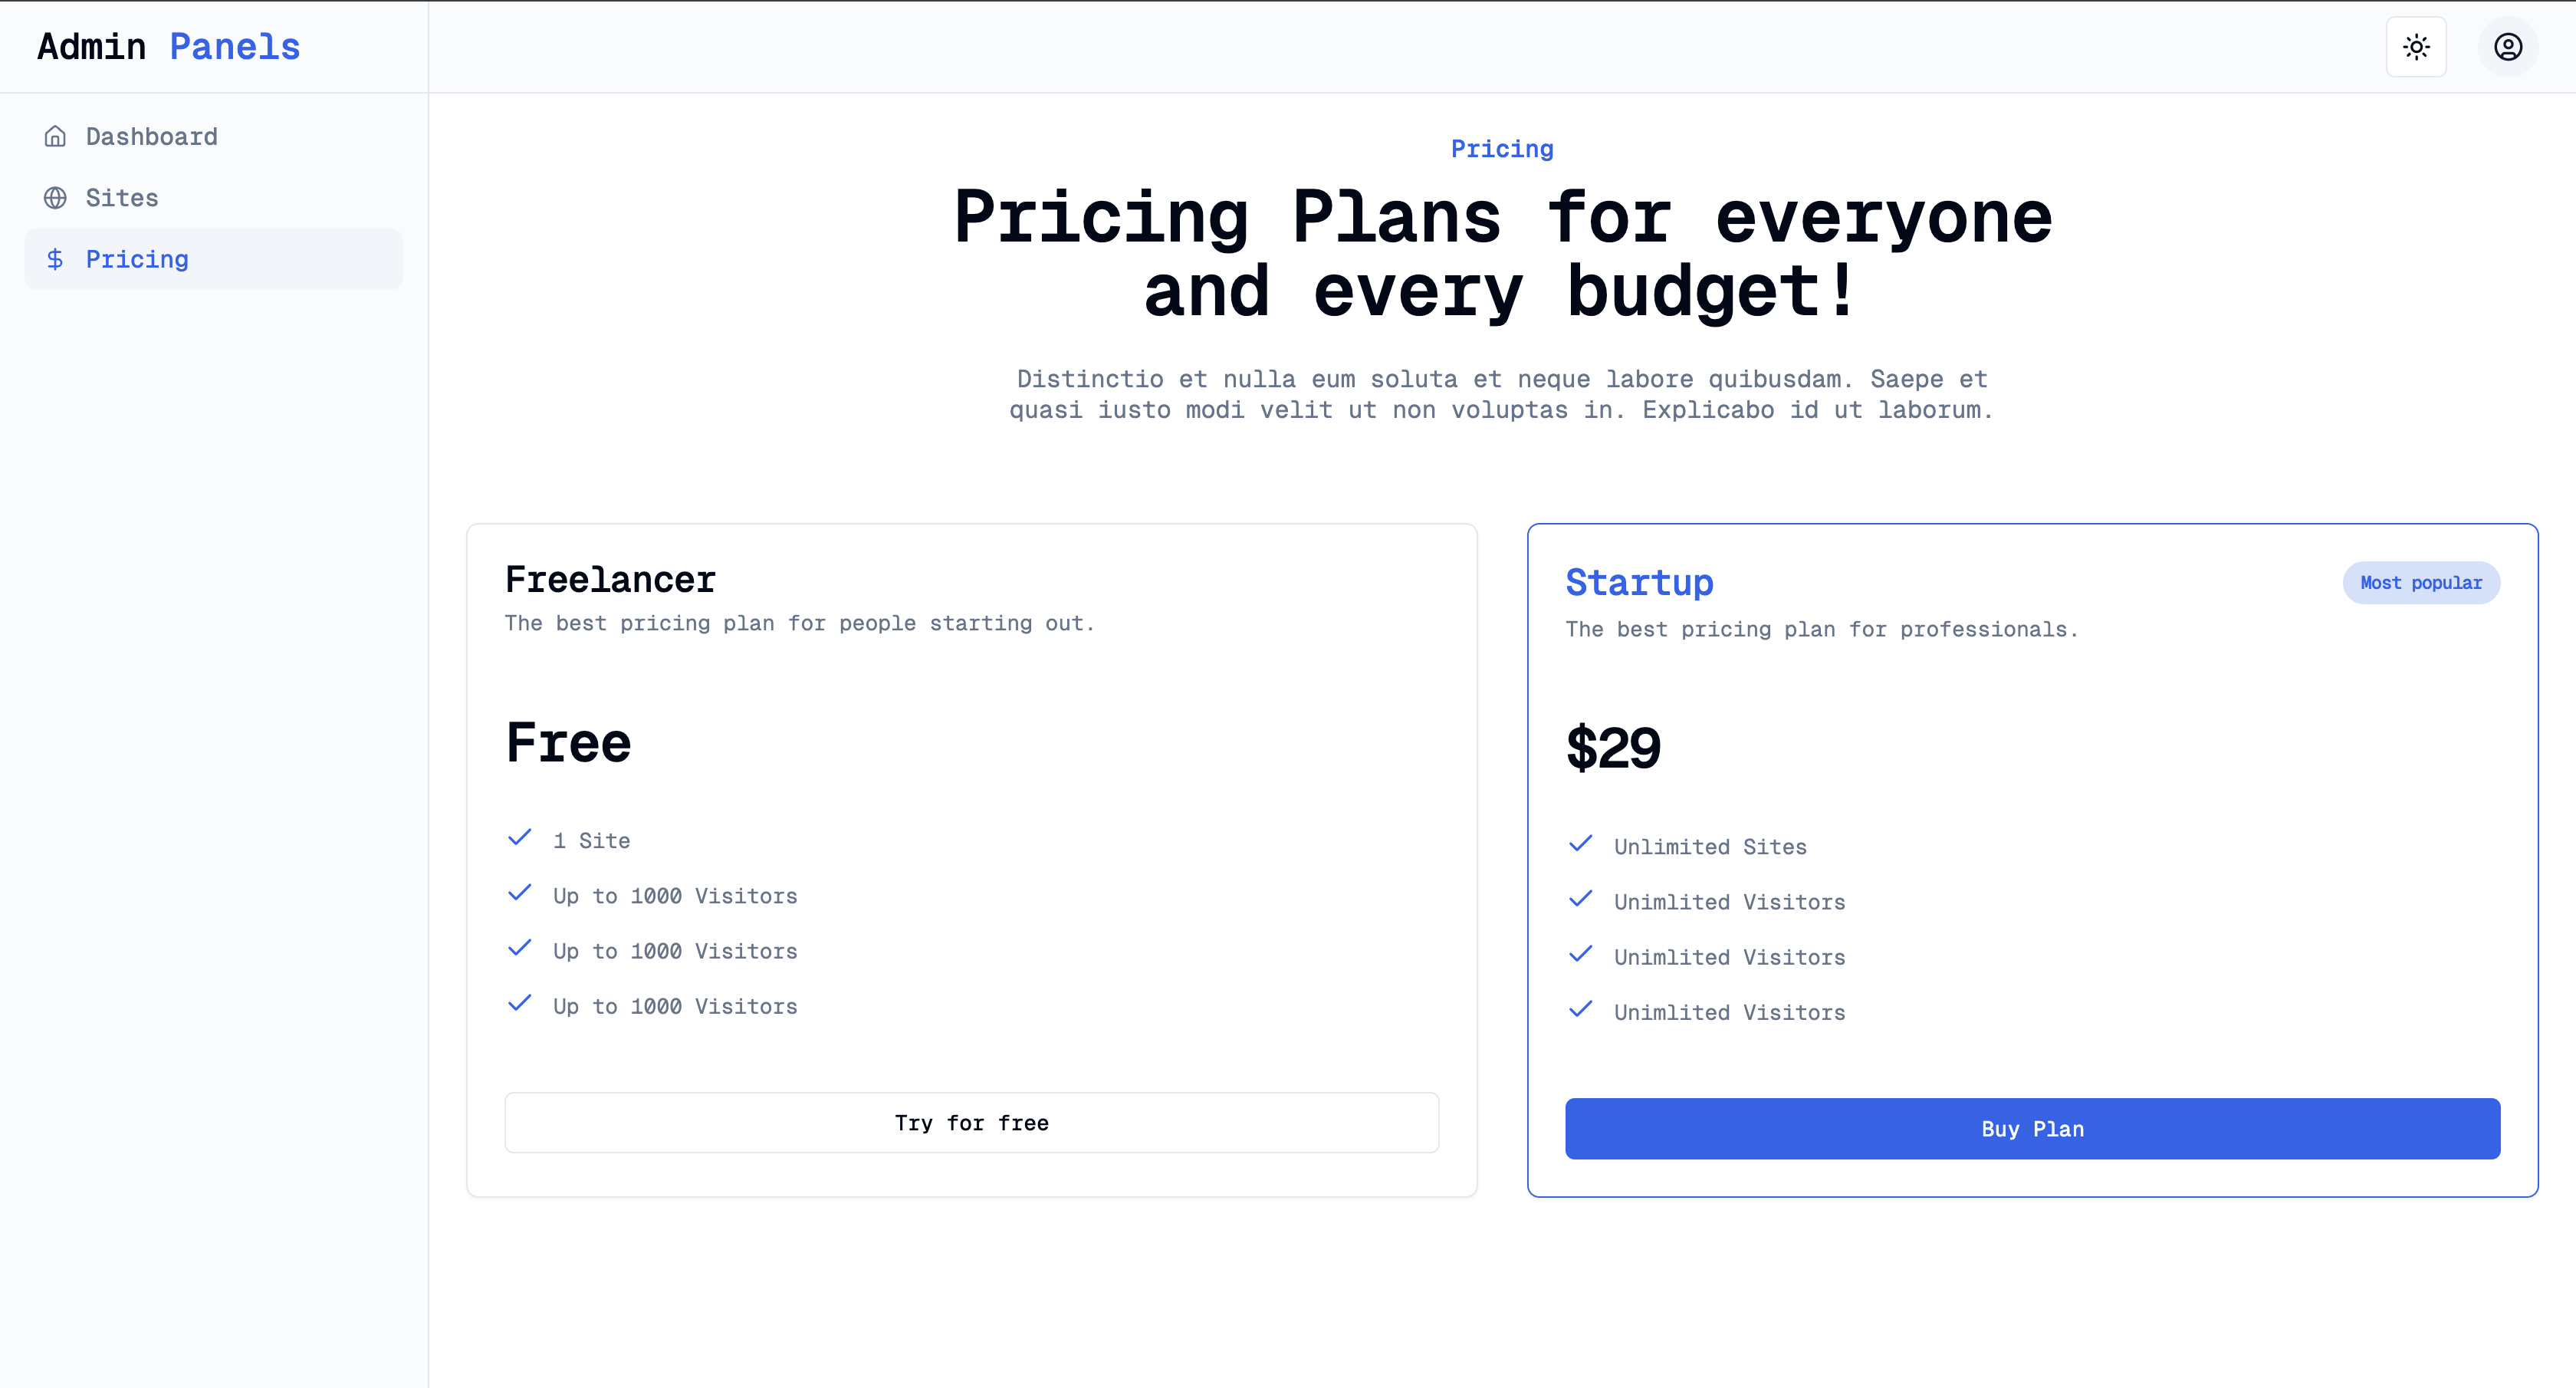 Admin Panels
Dashboard
Sites
Pricing
Pricing
Pricing Plans for everyone
and every budget!
Distinctio et nulla eum soluta et neque labore quibusdam. Saepe et
quasi iusto modi velit ut non voluptas in. Explicabo id ut laborum.
Freelancer
The best pricing plan for people starting out.
Free
1 Site
Up to 1000 Visitors
Up to 1000 Visitors
Up to 1000 Visitors
Try for free
Startup
Most popular
The best pricing plan for professionals.
$29
Unlimited Sites
Unimlited Visitors
Unimlited Visitors
Unimlited Visitors
Buy Plan